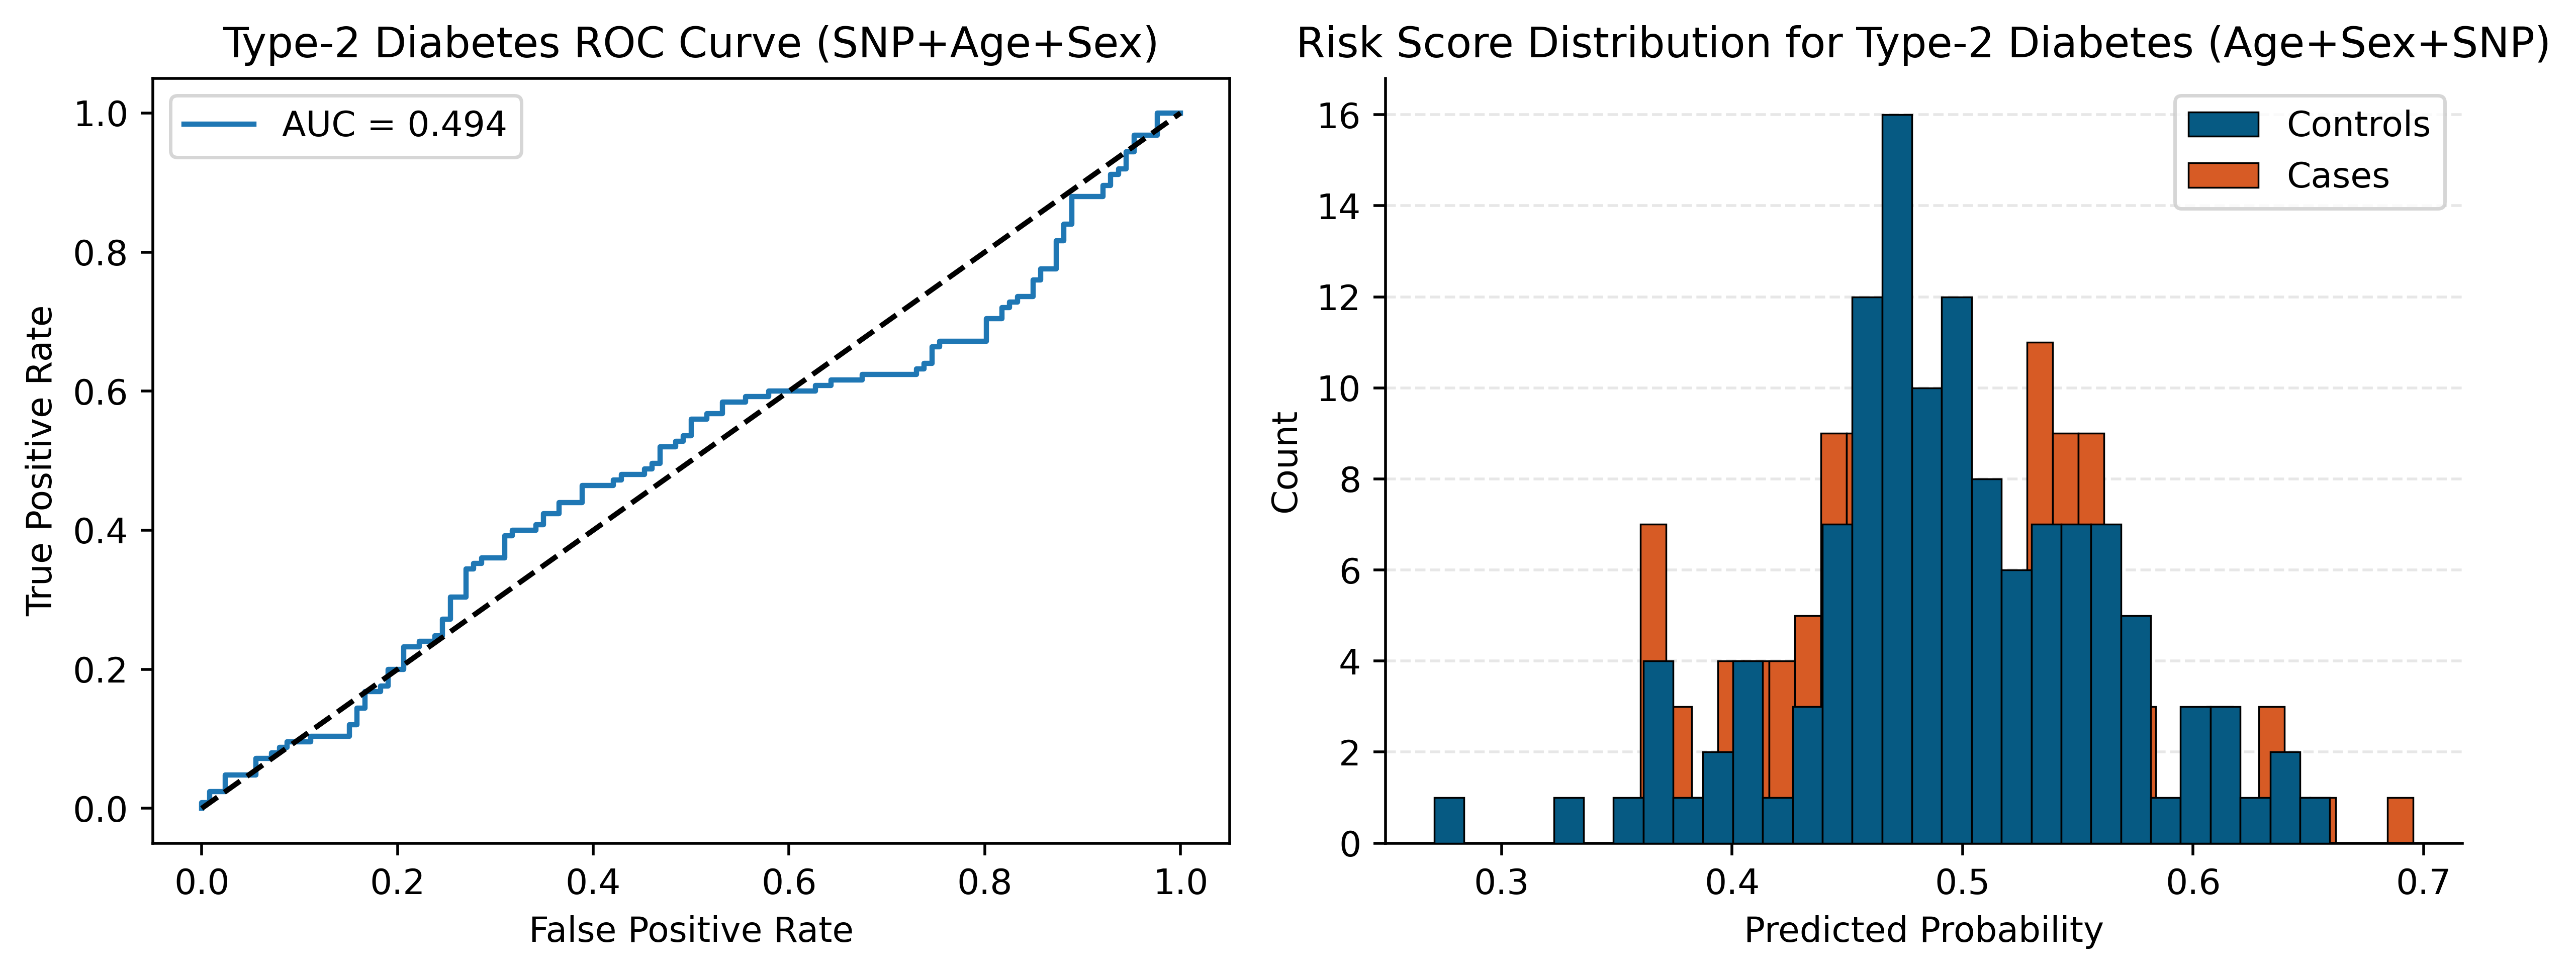 Type-2 Diabetes ROC Curve (SNP+Age+Sex)
AUC = 0.494
True Positive Rate
1.0
0.8
0.6
0.4
0.2
0.0
0.0 0.2 0.4 0.6 0.8 1.0
False Positive Rate
Risk Score Distribution for Type-2 Diabetes (Age+Sex+SNP)
Controls
Cases
Count
16
14
12
10
8
6
4
2
0
0.3 0.4 0.5 0.6 0.7
Predicted Probability